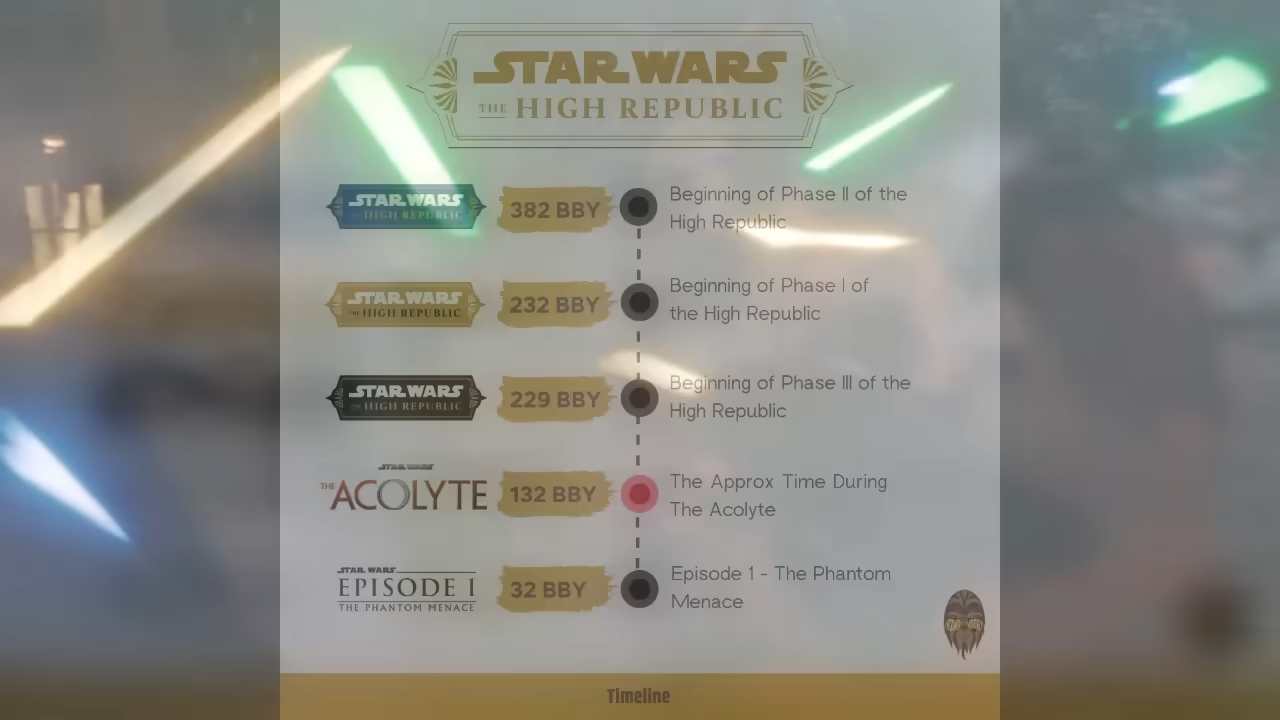 STAR WARS
THE HIGH REPUBLIC
STAR WARS
THE HIGH REPUBLIC
382 BBY
Beginning of Phase II of the
High Republic
STAR WARS
THE HIGH REPUBLIC
232 BBY
Beginning of Phase I of
the High Republic
STAR WARS
THE HIGH REPUBLIC
229 BBY
Beginning of Phase III of the
High Republic
STAR WARS
THE ACOLYTE
132 BBY
The Approx Time During
The Acolyte
STAR WARS
EPISODE I
THE PHANTOM MENACE
32 BBY
Episode 1 - The Phantom
Menace
Timeline